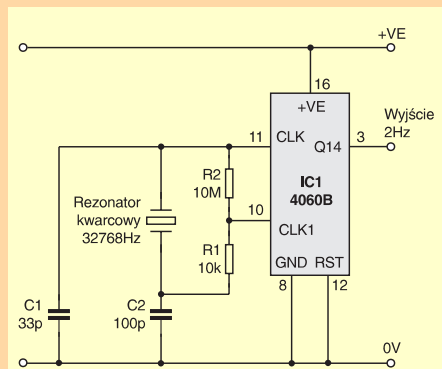 +VE
16
+VE
Wyjście
2Hz
11
CLK
Q14
3
R2
10M
IC1
4060B
Rezonator
kwarcowy
32768Hz
10
CLK1
R1
10k
GND
RST
8
12
C1
33p
C2
100p
0V